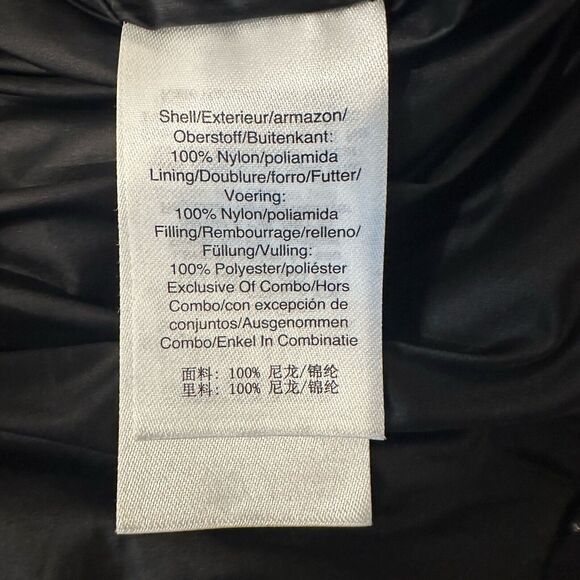 Shell/Exterieur/armazon/
Oberstoff/Buitenkant:
100% Nylon/poliamida
Lining/Doublure/forro/Futter/
Voering:
100% Nylon/poliamida
Filling/Rembourrage/relleno/
Füllung/Vulling:
100% Polyester/poliéster
Exclusive Of Combo/Hors
Combo/con excepción de
conjuntos/Ausgenommen
Combo/Enkel In Combinatie
面料: 100% 尼龙/锦纶
里料: 100% 尼龙/锦纶